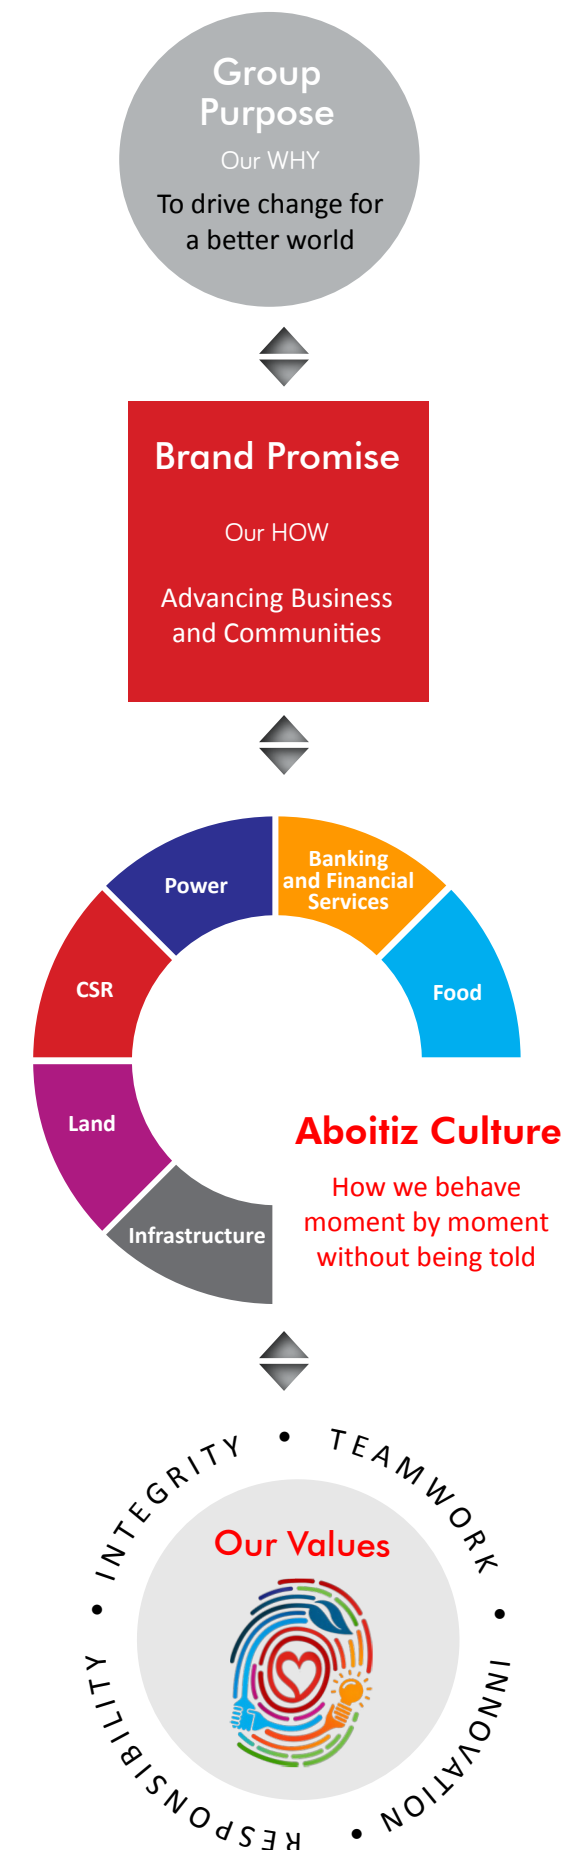 Group
Purpose
Our WHY
To drive change for
a better world
Brand Promise
Our HOW
Advancing Business
and Communities
Power
Banking
and Financial
Services
CSR
Food
Land
Infrastructure
Aboitiz Culture
How we behave
moment by moment
without being told
INTEGRITY • TEAMWORK • INNOVATION • RESPONSIBILITY •
Our Values